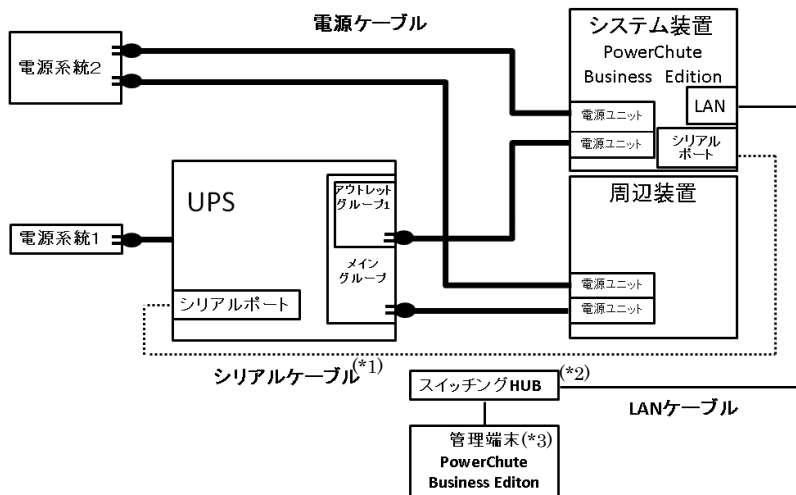 電源ケーブル
電源系統2
システム装置
PowerChute
Business Edition
LAN
電源ユニット
電源ユニット
シリアル
ポート
UPS
アウトレット
グループ1
メイン
グループ
電源系統1
シリアルポート
周辺装置
電源ユニット
電源ユニット
シリアルケーブル(*1)
スイッチングHUB(*2)
LANケーブル
管理端末(*3)
PowerChute
Business Editon